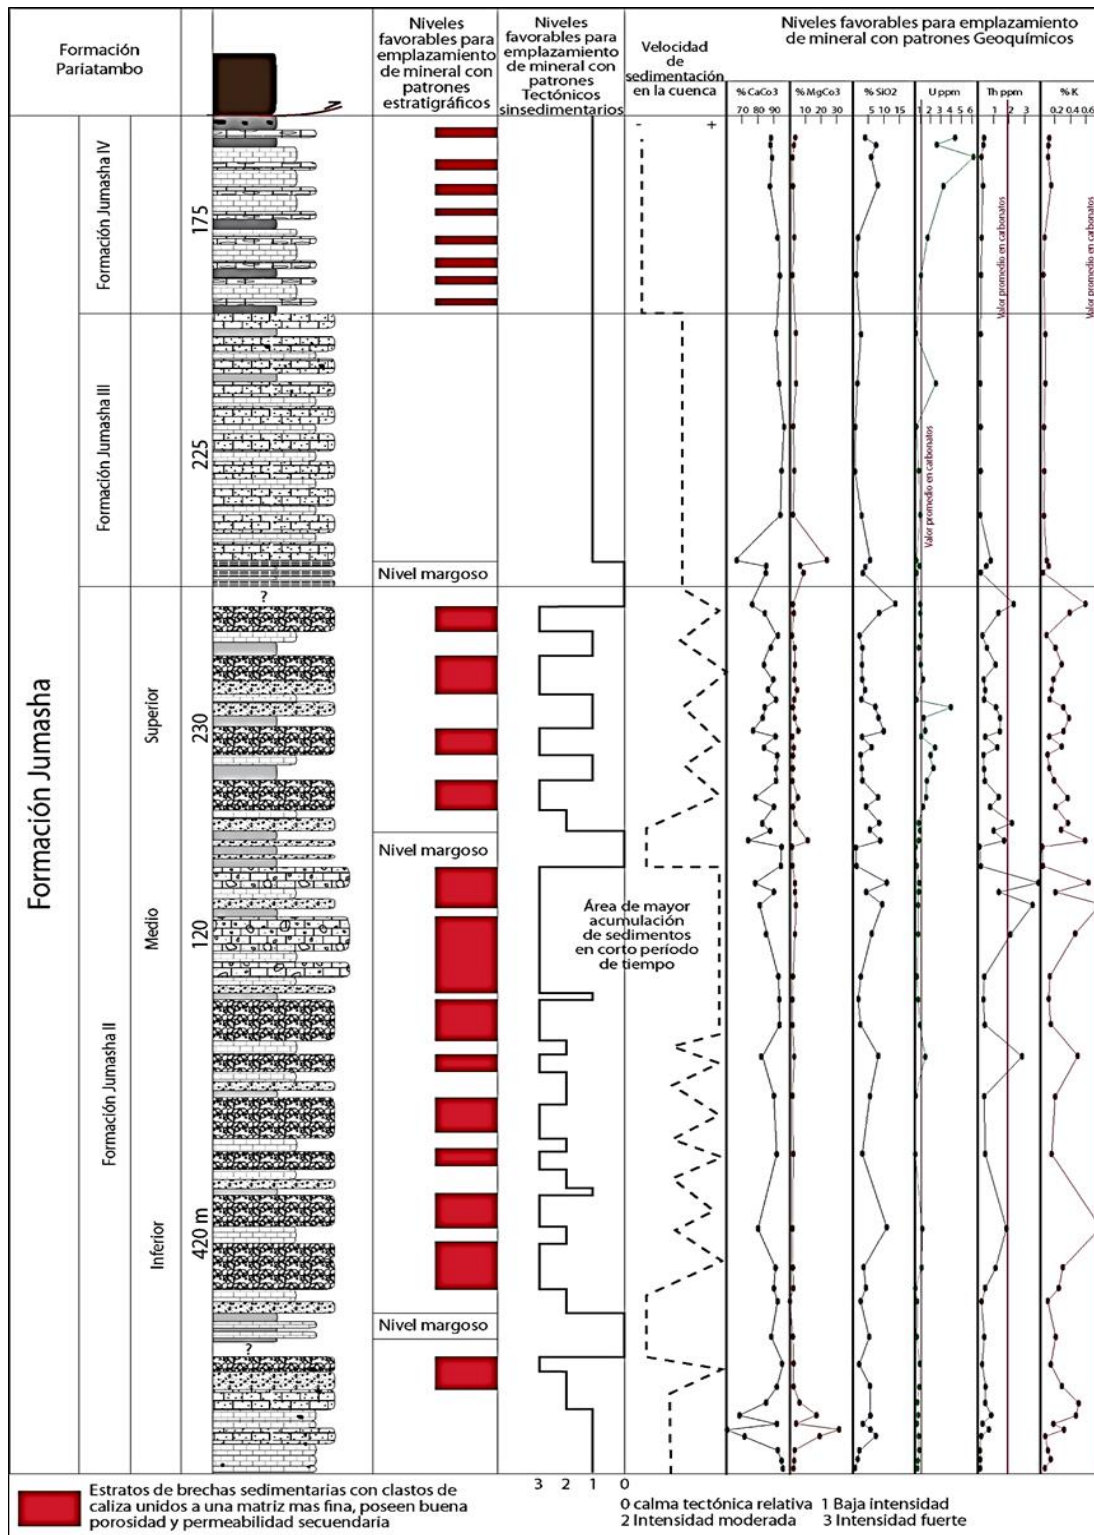 Formación
Pariatambo
Niveles
favorables para
emplazamiento
de mineral con
patrones
estratigráficos
Niveles
favorables para
emplazamiento
de mineral con
patrones
Tectónicos
sinsedimentarios
Velocidad
de
sedimentación
en la cuenca
- +
Niveles favorables para emplazamiento
de mineral con patrones Geoquímicos
% CaCo3
70 80 90
% MgCo3
10 20 30
% SiO2
5 10 15
U ppm
1 2 3 4 5 6
Th ppm
1 2 3
% K
0.2 0.4 0.6
Formación Jumasha
Formación Jumasha IV
175
Valor promedio en carbonatos
Valor promedio en carbonatos
Formación Jumasha III
225
Valor promedio en carbonatos
Nivel margoso
?
Formación Jumasha II
Superior
230
Nivel margoso
Medio
120
Área de mayor
acumulación
de sedimentos
en corto período
de tiempo
Inferior
420 m
Nivel margoso
?
3 2 1 0
Estratos de brechas sedimentarias con clastos de
caliza unidos a una matriz mas fina, poseen buena
porosidad y permeabilidad secuendaria
0 calma tectónica relativa 1 Baja intensidad
2 Intensidad moderada 3 Intensidad fuerte